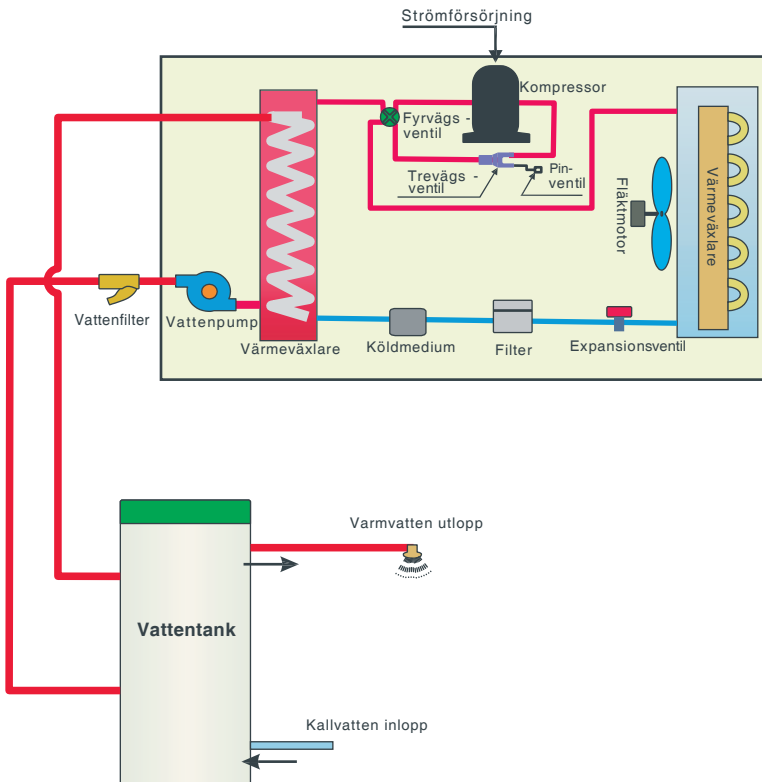 Strömförsörjning
Kompressor
Fyrvägs -
ventil
Trevägs -
ventil
Pin-
ventil
Fläktmotor
Värmeväxlare
Vattenfilter
Vattenpump
Värmeväxlare
Köldmedium
Filter
Expansionsventil
Varmvatten utlopp
Vattentank
Kallvatten inlopp